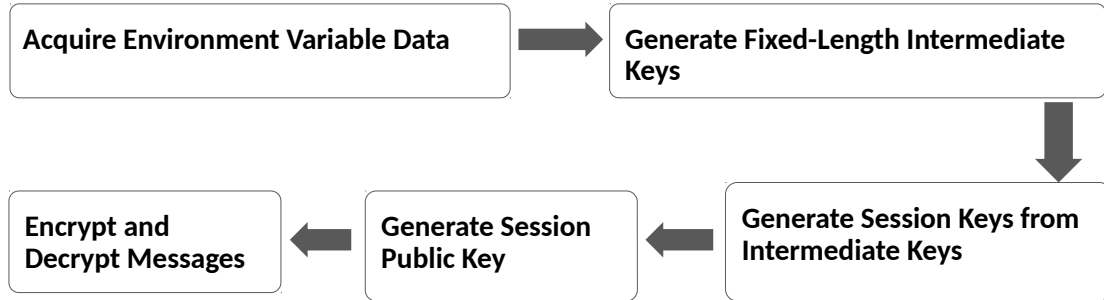 Acquire Environment Variable Data
Generate Fixed-Length Intermediate
Keys
Generate Session Keys from
Intermediate Keys
Generate Session
Public Key
Encrypt and
Decrypt Messages